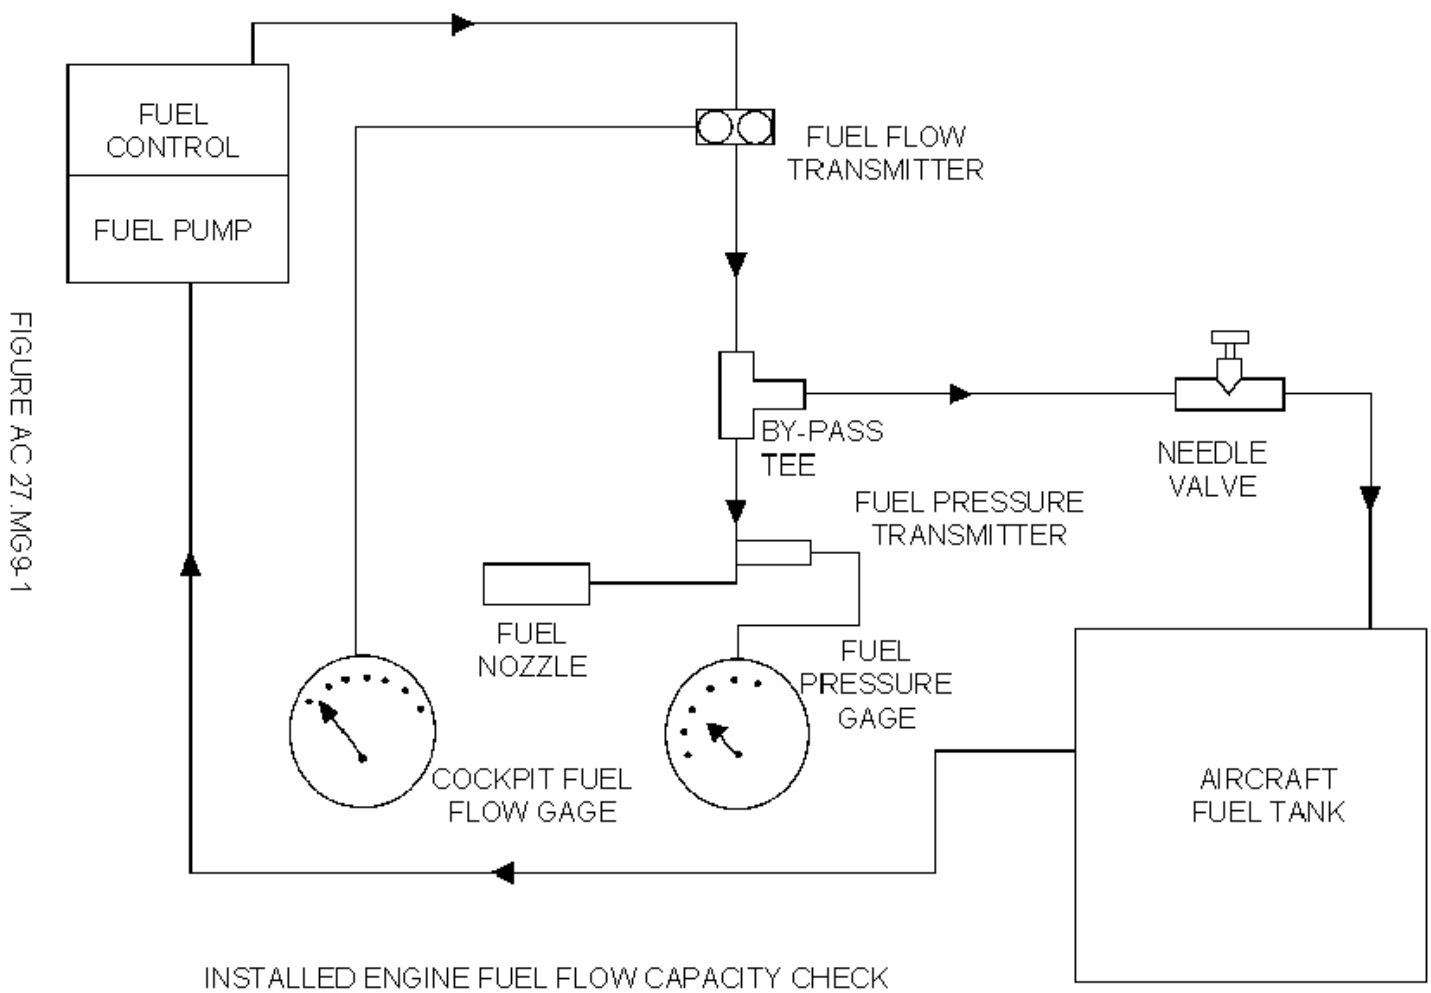 FUEL
CONTROL
FUEL PUMP
FUEL FLOW
TRANSMITTER
BY-PASS
TEE
NEEDLE
VALVE
FUEL PRESSURE
TRANSMITTER
FUEL
NOZZLE
FUEL
PRESSURE
GAGE
COCKPIT FUEL
FLOW GAGE
AIRCRAFT
FUEL TANK
FIGURE AC 27.MG9-1
INSTALLED ENGINE FUEL FLOW CAPACITY CHECK